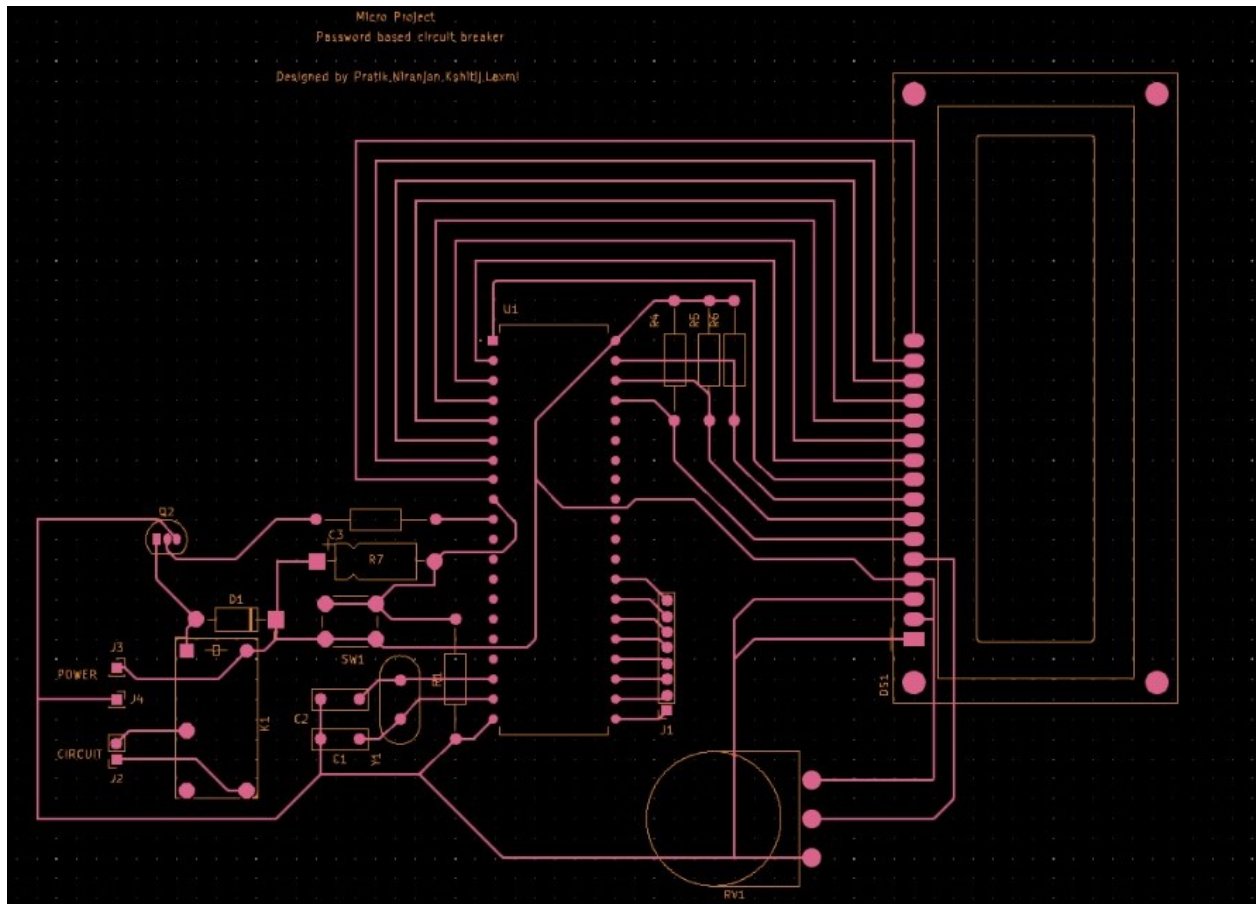 Micro Project
Password based circuit breaker
Designed by Pratik,Niranjan,Kshitij,Laxmi
U1
R4
R5
R6
Q2
C3
R7
D1
SW1
J3
POWER
J4
K1
CIRCUIT
J2
C2
C1
Y1
R1
J1
DS1
RV1